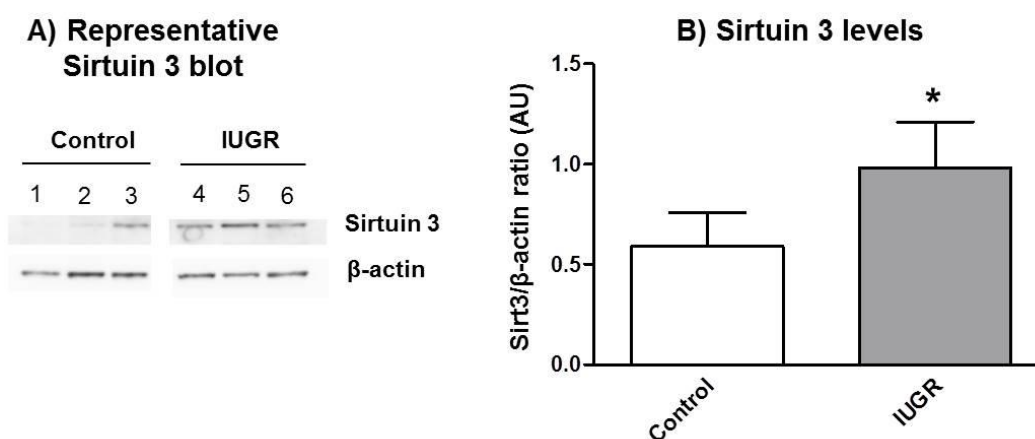 A) Representative
Sirtuin 3 blot
Control IUGR
1 2 3 4 5 6
Sirtuin 3
β-actin
B) Sirtuin 3 levels
Sirt3/β-actin ratio (AU)
1.5
1.0
0.5
0.0
*
Control
IUGR